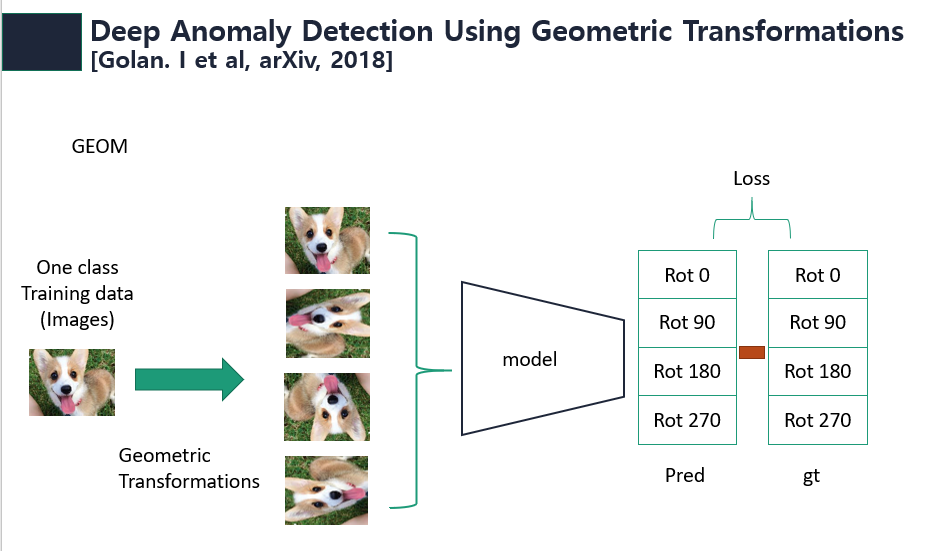 Deep Anomaly Detection Using Geometric Transformations
[Golan. I et al, arXiv, 2018]
GEOM
One class
Training data
(Images)
Geometric
Transformations
model
Loss
Rot 0
Rot 90
Rot 180
Rot 270
Pred
Rot 0
Rot 90
Rot 180
Rot 270
gt